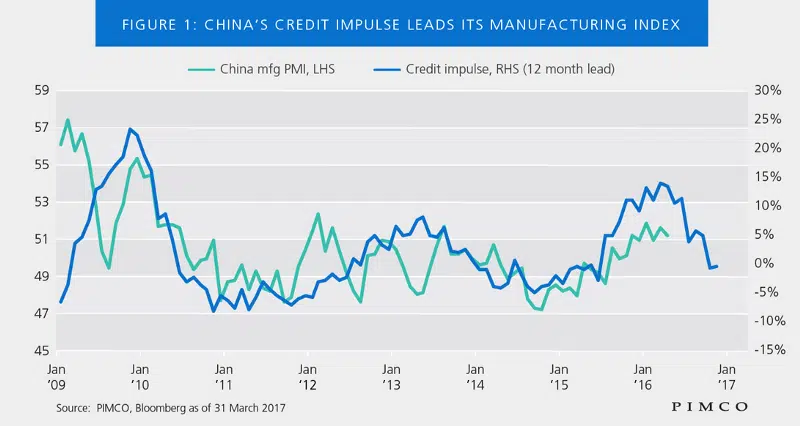 FIGURE 1: CHINA'S CREDIT IMPULSE LEADS ITS MANUFACTURING INDEX
China mfg PMI, LHS
Credit impulse, RHS (12 month lead)
59
57
55
53
51
49
47
45
30%
25%
20%
15%
10%
5%
0%
-5%
-10%
-15%
Jan '09
Jan '10
Jan '11
Jan '12
Jan '13
Jan '14
Jan '15
Jan '16
Jan '17
Source: PIMCO, Bloomberg as of 31 March 2017
PIMCO